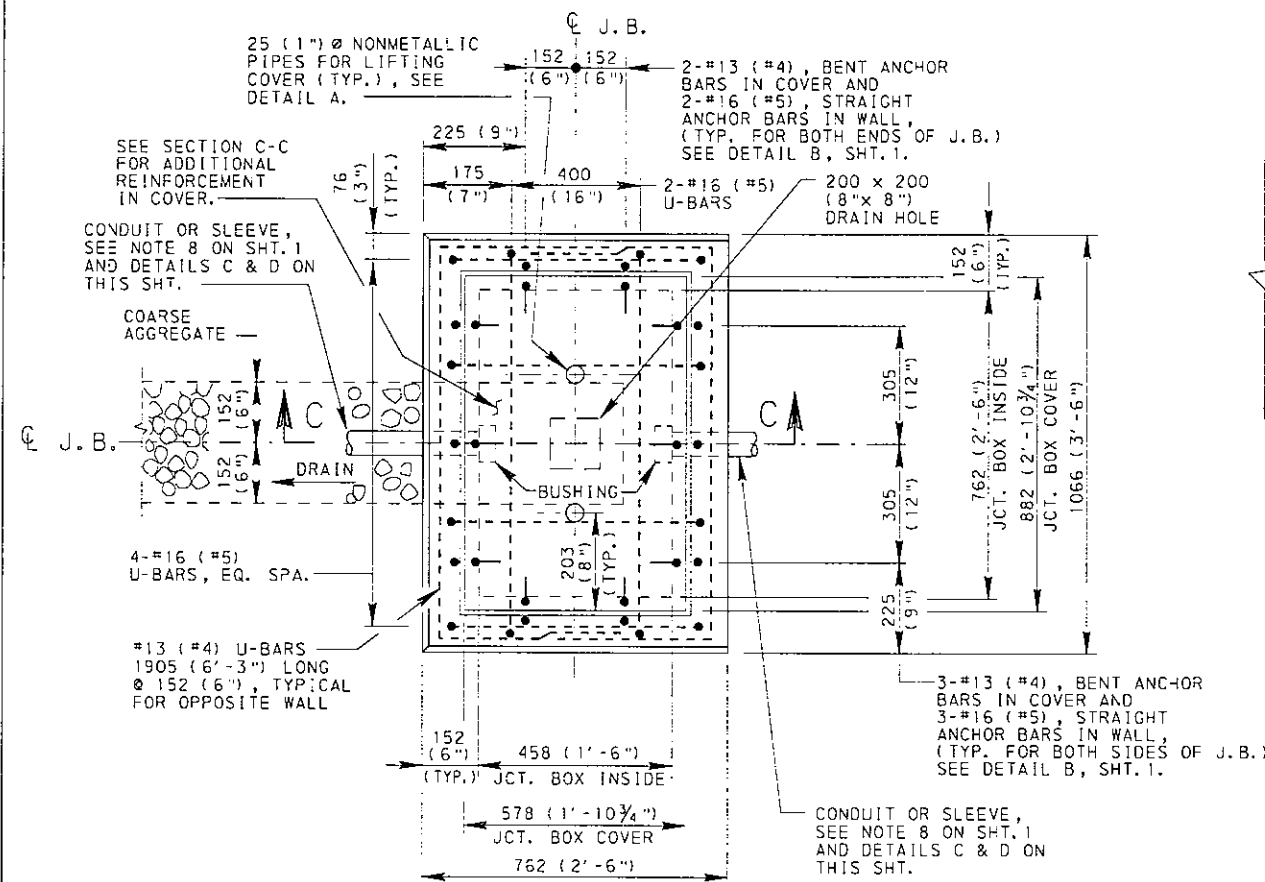 ℄ J.B.
25 (1") Ø NONMETALLIC
PIPES FOR LIFTING
COVER (TYP.), SEE
DETAIL A.
152
(6")
152
(6")
2-#13 (#4), BENT ANCHOR
BARS IN COVER AND
2-#16 (#5), STRAIGHT
ANCHOR BARS IN WALL,
(TYP. FOR BOTH ENDS OF J.B.)
SEE DETAIL B, SHT. 1.
225 (9")
SEE SECTION C-C
FOR ADDITIONAL
REINFORCEMENT
IN COVER.
76
(3")
(TYP.)
175
(7")
400
(16")
2-#16 (#5)
U-BARS
200 x 200
(8"x 8")
DRAIN HOLE
CONDUIT OR SLEEVE,
SEE NOTE 8 ON SHT. 1
AND DETAILS C & D ON
THIS SHT.
152
(6")
(TYP.)
COARSE
AGGREGATE
152
(6")
C
C
℄ J.B.
152
(6")
DRAIN
BUSHING
305
(12")
305
(12")
762 (2'-6")
JCT. BOX INSIDE
882 (2'-10¾")
JCT. BOX COVER
1066 (3'-6")
203
(8")
(TYP.)
225
(9")
4-#16 (#5)
U-BARS, EQ. SPA.
#13 (#4) U-BARS
1905 (6'-3") LONG
@ 152 (6"), TYPICAL
FOR OPPOSITE WALL
3-#13 (#4), BENT ANCHOR
BARS IN COVER AND
3-#16 (#5), STRAIGHT
ANCHOR BARS IN WALL,
(TYP. FOR BOTH SIDES OF J.B.)
SEE DETAIL B, SHT. 1.
152
(6")
(TYP.)
458 (1'-6")
JCT. BOX INSIDE
578 (1'-10¾")
JCT. BOX COVER
762 (2'-6")
CONDUIT OR SLEEVE,
SEE NOTE 8 ON SHT. 1
AND DETAILS C & D ON
THIS SHT.